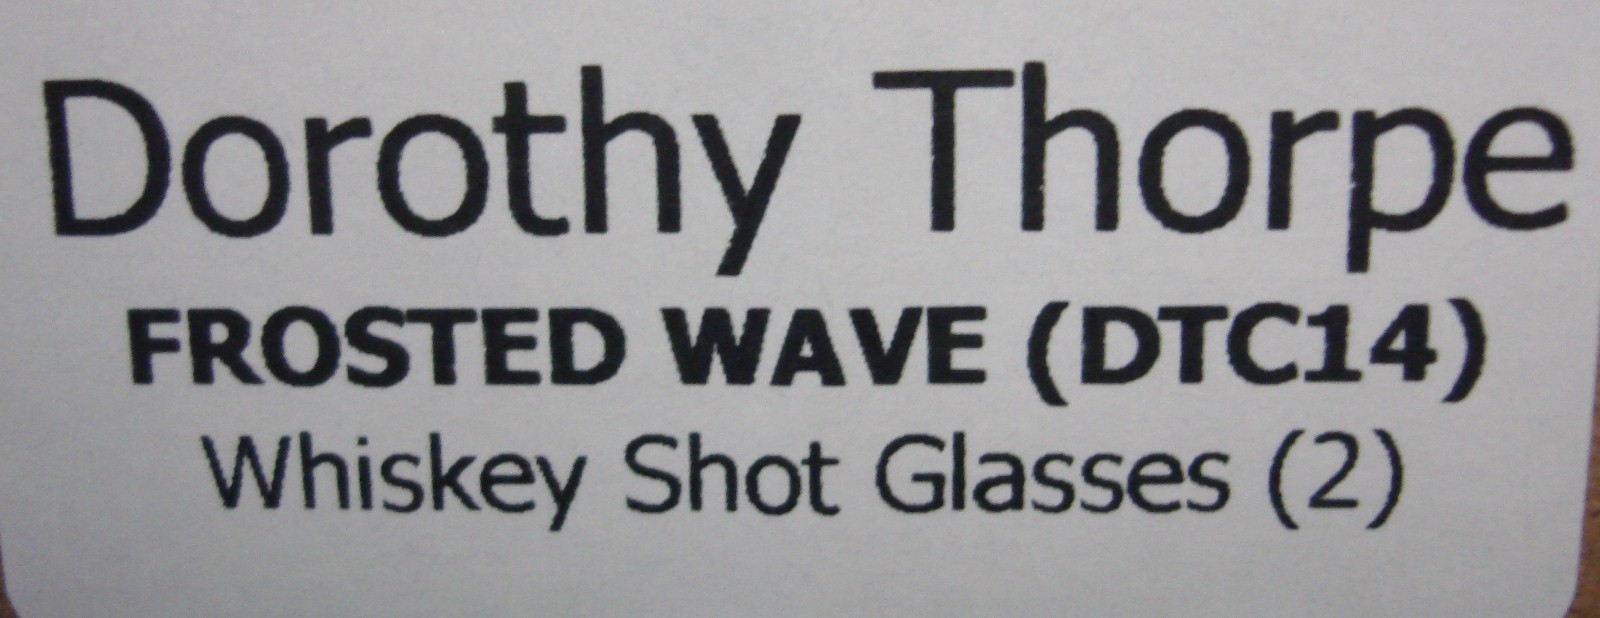 Dorothy Thorpe
FROSTED WAVE (DTC14)
Whiskey Shot Glasses (2)